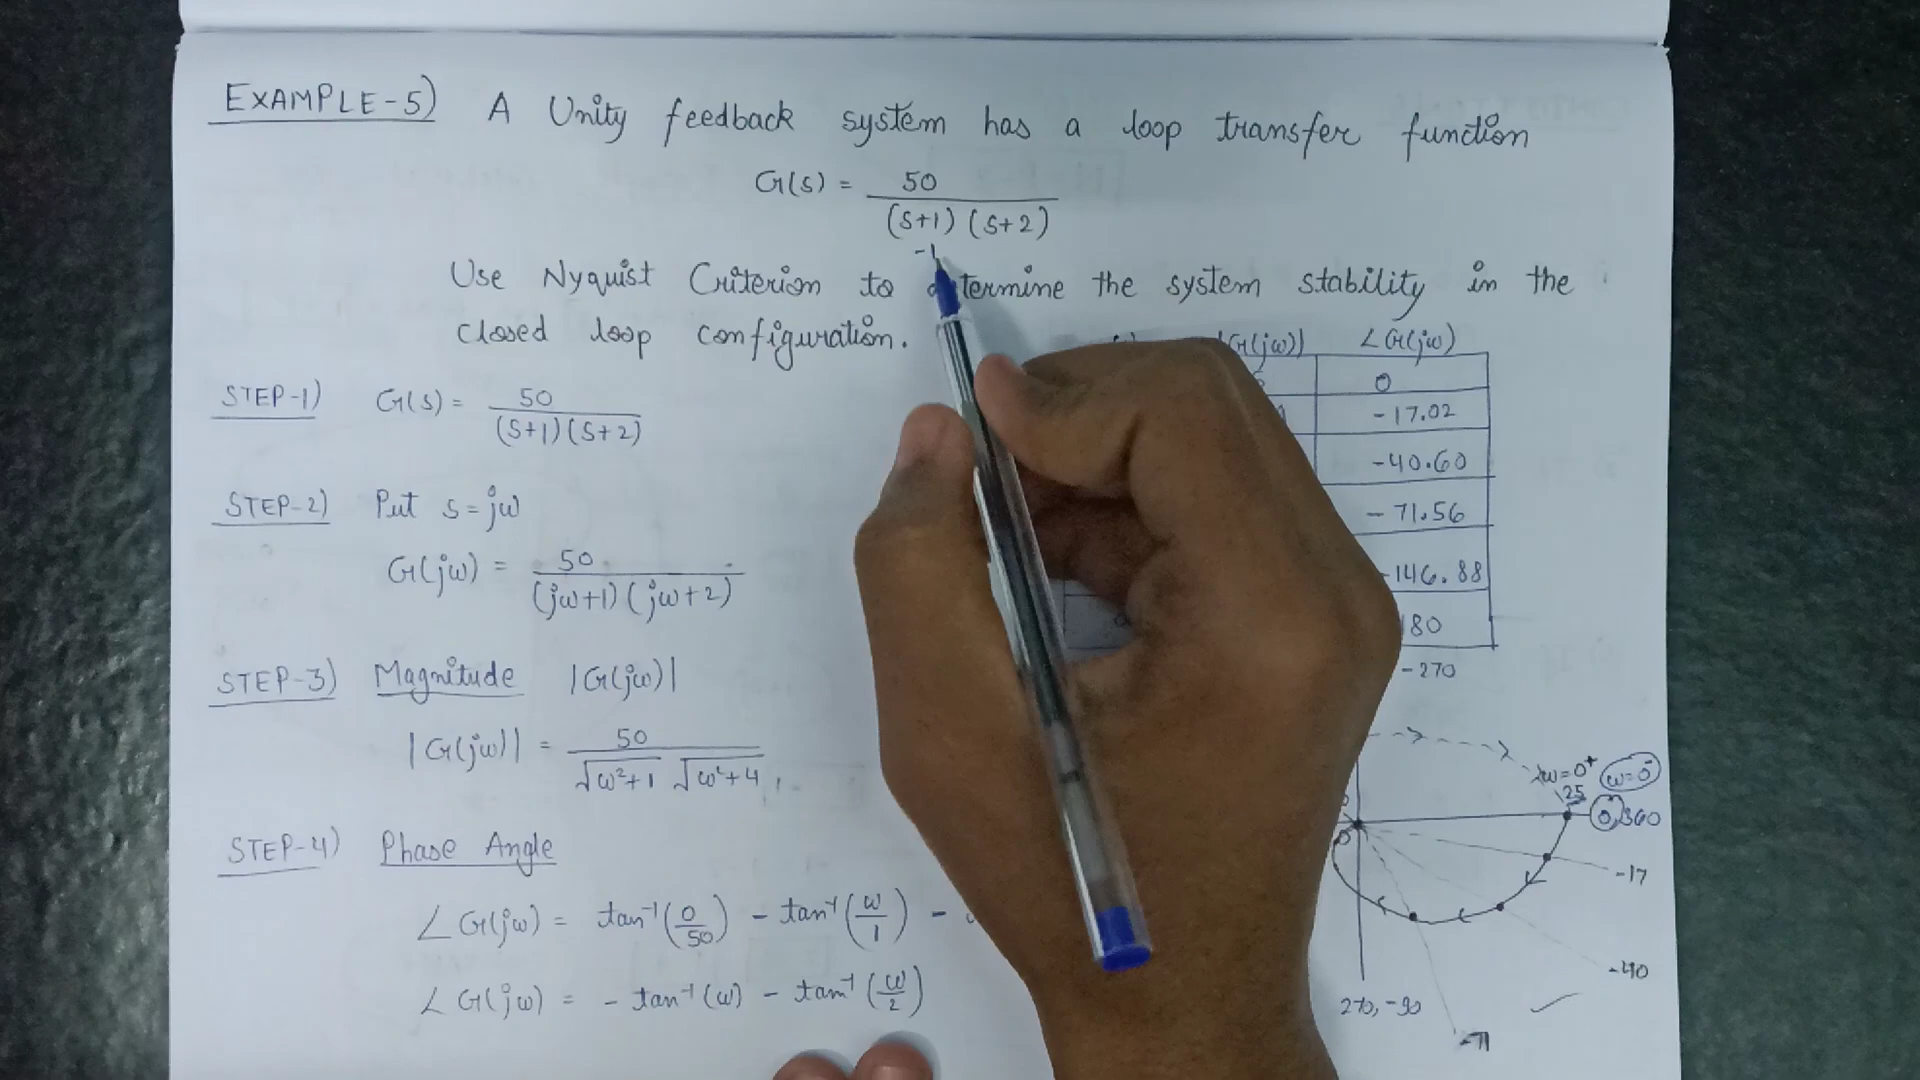 EXAMPLE-5) A Unity feedback system has a loop transfer function
G(s) = 50 / (s+1) (s+2)
-1
Use Nyquist Criterion to the system stability in the
closed loop configuration.
|G(jω)| ∠G(jω)
0
-17.02
-40.60
-71.56
-146.88
180
-270
STEP-1) G(s) = 50 / (s+1) (s+2)
STEP-2) Put s = jω
G(jω) = 50 / (jω+1) (jω+2)
STEP-3) Magnitude |G(jω)|
|G(jω)| = 50 / √ω²+1 √ω²+4
STEP-4) Phase Angle
∠G(jω) = tan⁻¹(0/50) - tan⁻¹(ω/1) -
∠G(jω) = - tan⁻¹(ω) - tan⁻¹(ω/2)
ω=0⁺ ω=0⁻
25
0,360
-17
-40
270,-90
-71